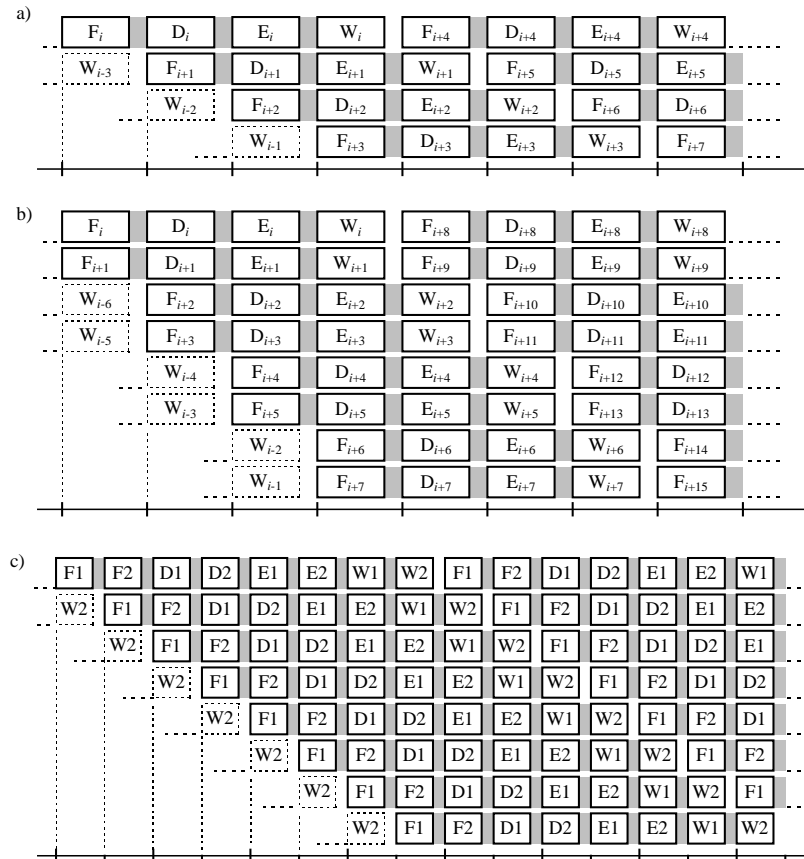 a)
F_i D_i E_i W_i F_{i+4} D_{i+4} E_{i+4} W_{i+4}
W_{i-3} F_{i+1} D_{i+1} E_{i+1} W_{i+1} F_{i+5} D_{i+5} E_{i+5}
W_{i-2} F_{i+2} D_{i+2} E_{i+2} W_{i+2} F_{i+6} D_{i+6}
W_{i-1} F_{i+3} D_{i+3} E_{i+3} W_{i+3} F_{i+7}
b)
F_i D_i E_i W_i F_{i+8} D_{i+8} E_{i+8} W_{i+8}
F_{i+1} D_{i+1} E_{i+1} W_{i+1} F_{i+9} D_{i+9} E_{i+9} W_{i+9}
W_{i-6} F_{i+2} D_{i+2} E_{i+2} W_{i+2} F_{i+10} D_{i+10} E_{i+10}
W_{i-5} F_{i+3} D_{i+3} E_{i+3} W_{i+3} F_{i+11} D_{i+11} E_{i+11}
W_{i-4} F_{i+4} D_{i+4} E_{i+4} W_{i+4} F_{i+12} D_{i+12}
W_{i-3} F_{i+5} D_{i+5} E_{i+5} W_{i+5} F_{i+13} D_{i+13}
W_{i-2} F_{i+6} D_{i+6} E_{i+6} W_{i+6} F_{i+14}
W_{i-1} F_{i+7} D_{i+7} E_{i+7} W_{i+7} F_{i+15}
c)
F1 F2 D1 D2 E1 E2 W1 W2 F1 F2 D1 D2 E1 E2 W1
W2 F1 F2 D1 D2 E1 E2 W1 W2 F1 F2 D1 D2 E1 E2
W2 F1 F2 D1 D2 E1 E2 W1 W2 F1 F2 D1 D2 E1
W2 F1 F2 D1 D2 E1 E2 W1 W2 F1 F2 D1 D2
W2 F1 F2 D1 D2 E1 E2 W1 W2 F1 F2 D1
W2 F1 F2 D1 D2 E1 E2 W1 W2 F1 F2
W2 F1 F2 D1 D2 E1 E2 W1 W2 F1
W2 F1 F2 D1 D2 E1 E2 W1 W2